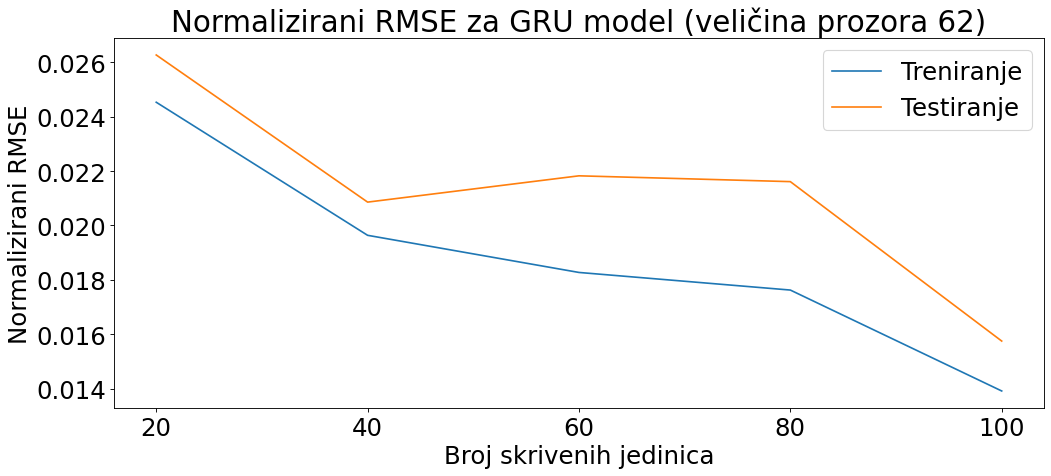 Normalizirani RMSE za GRU model (veličina prozora 62)
Treniranje
Testiranje
Normalizirani RMSE
0.026
0.024
0.022
0.020
0.018
0.016
0.014
20 40 60 80 100
Broj skrivenih jedinica